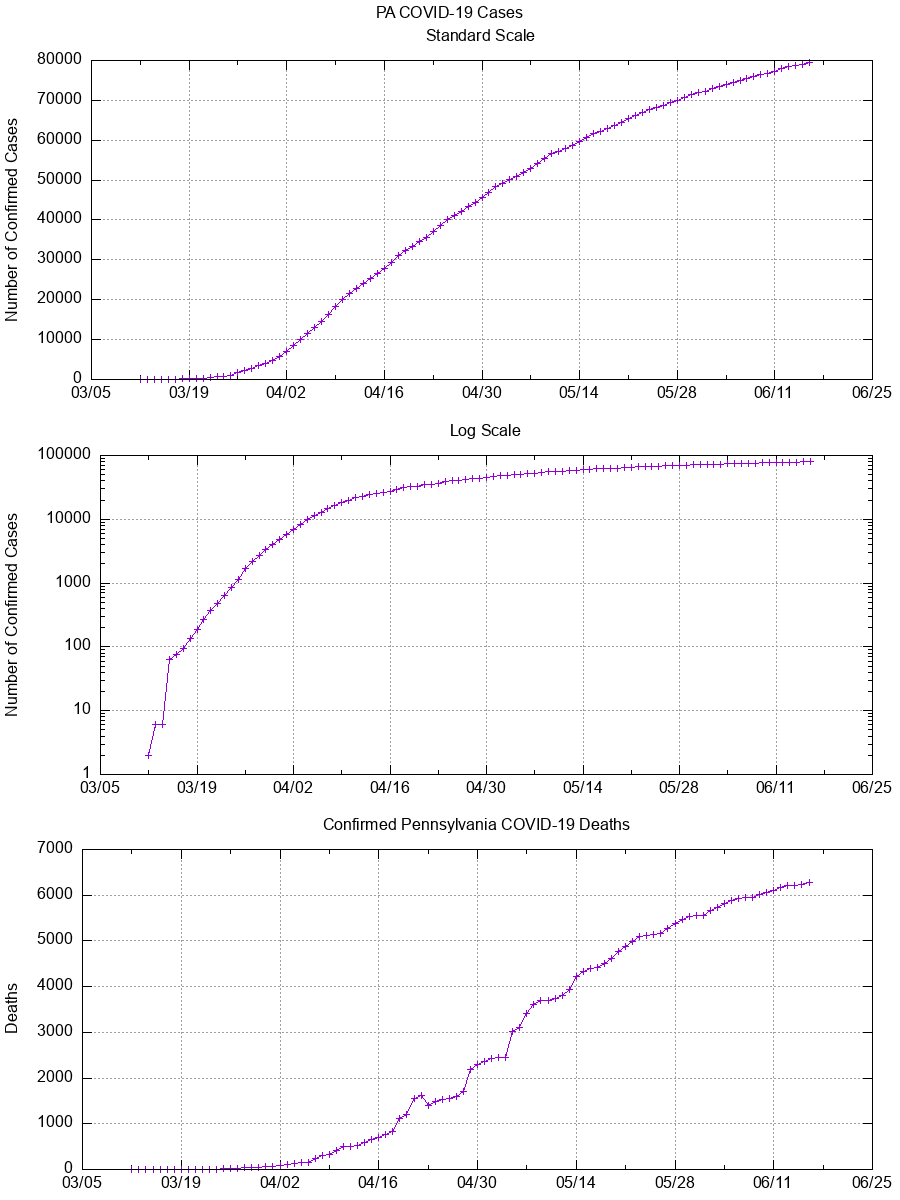 PA COVID-19 Cases
Standard Scale
80000
70000
60000
50000
40000
30000
20000
10000
0
Number of Confirmed Cases
03/05 03/19 04/02 04/16 04/30 05/14 05/28 06/11 06/25
Log Scale
100000
10000
1000
100
10
1
Number of Confirmed Cases
03/05 03/19 04/02 04/16 04/30 05/14 05/28 06/11 06/25
Confirmed Pennsylvania COVID-19 Deaths
7000
6000
5000
4000
3000
2000
1000
0
Deaths
03/05 03/19 04/02 04/16 04/30 05/14 05/28 06/11 06/25